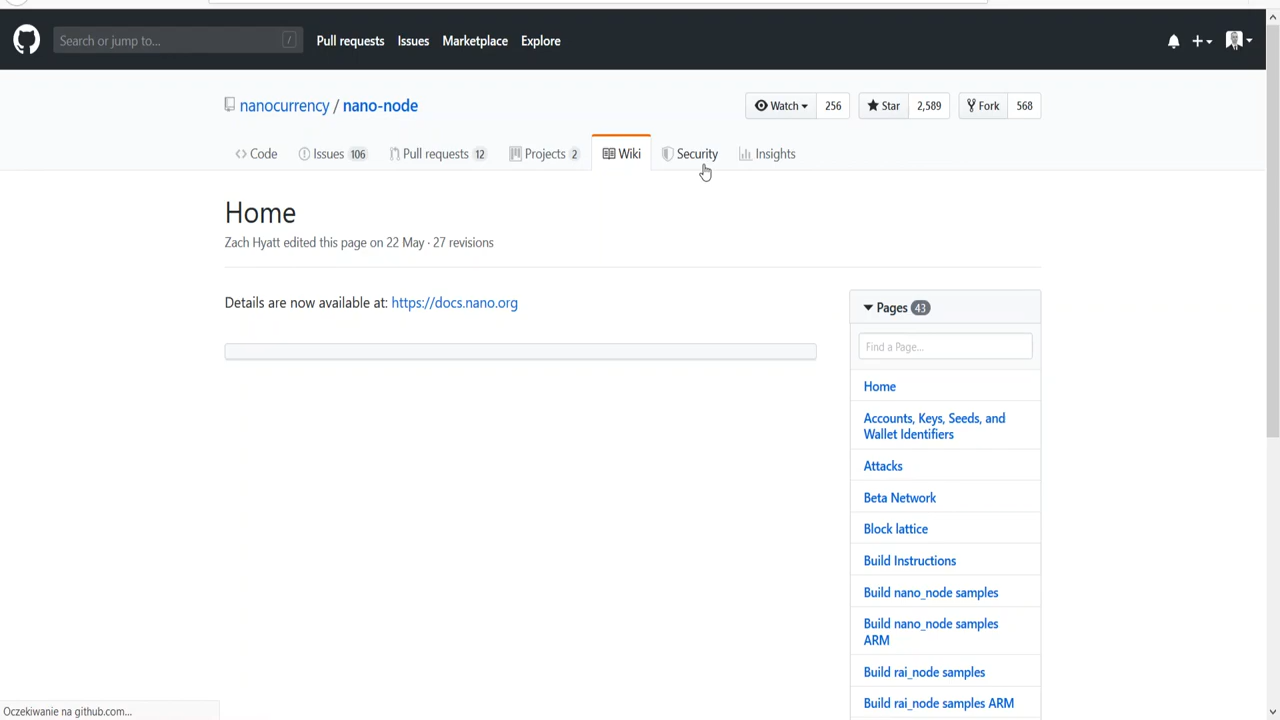 Search or jump to... /
Pull requests Issues Marketplace Explore
nanocurrency / nano-node
Watch 256 Star 2,589 Fork 568
Code Issues 106 Pull requests 12 Projects 2 Wiki Security Insights
Home
Zach Hyatt edited this page on 22 May · 27 revisions
Details are now available at: https://docs.nano.org
Pages 43
Find a Page...
Home
Accounts, Keys, Seeds, and
Wallet Identifiers
Attacks
Beta Network
Block lattice
Build Instructions
Build nano_node samples
Build nano_node samples
ARM
Build rai_node samples
Build rai_node samples ARM
Oczekiwanie na github.com...